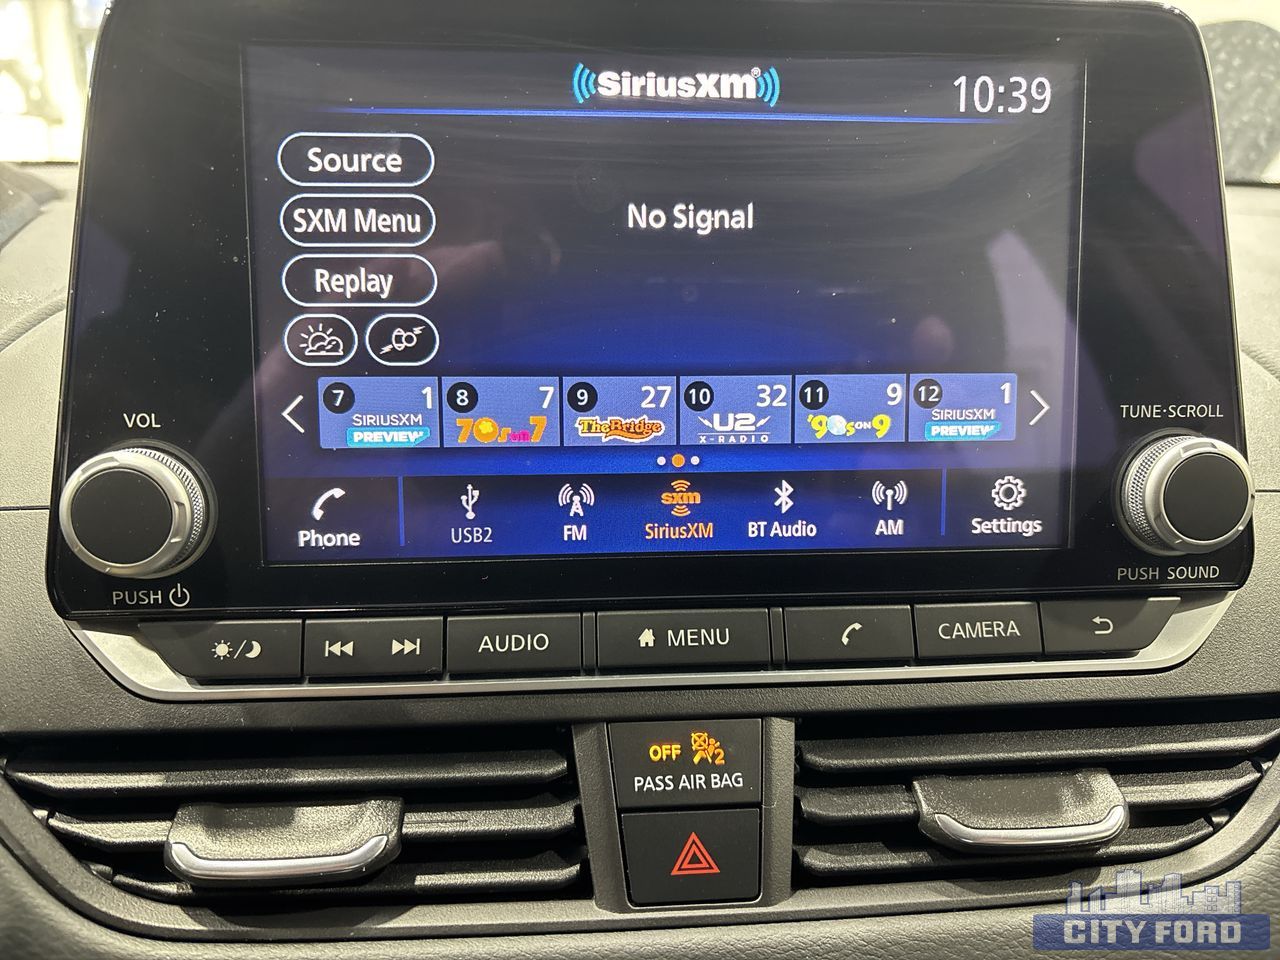 SiriusXM®
10:39
Source
SXM Menu
Replay
No Signal
7 1 SIRIUSXM PREVIEW
8 7 70s on 7
9 27 The Bridge
10 32 U2 X-RADIO
11 9 '90s ON 9
12 1 SIRIUSXM PREVIEW
Phone
USB2
FM
sxm
SiriusXM
BT Audio
AM
Settings
VOL
PUSH
TUNE·SCROLL
PUSH SOUND
AUDIO
MENU
CAMERA
OFF 2
PASS AIR BAG
CITY FORD